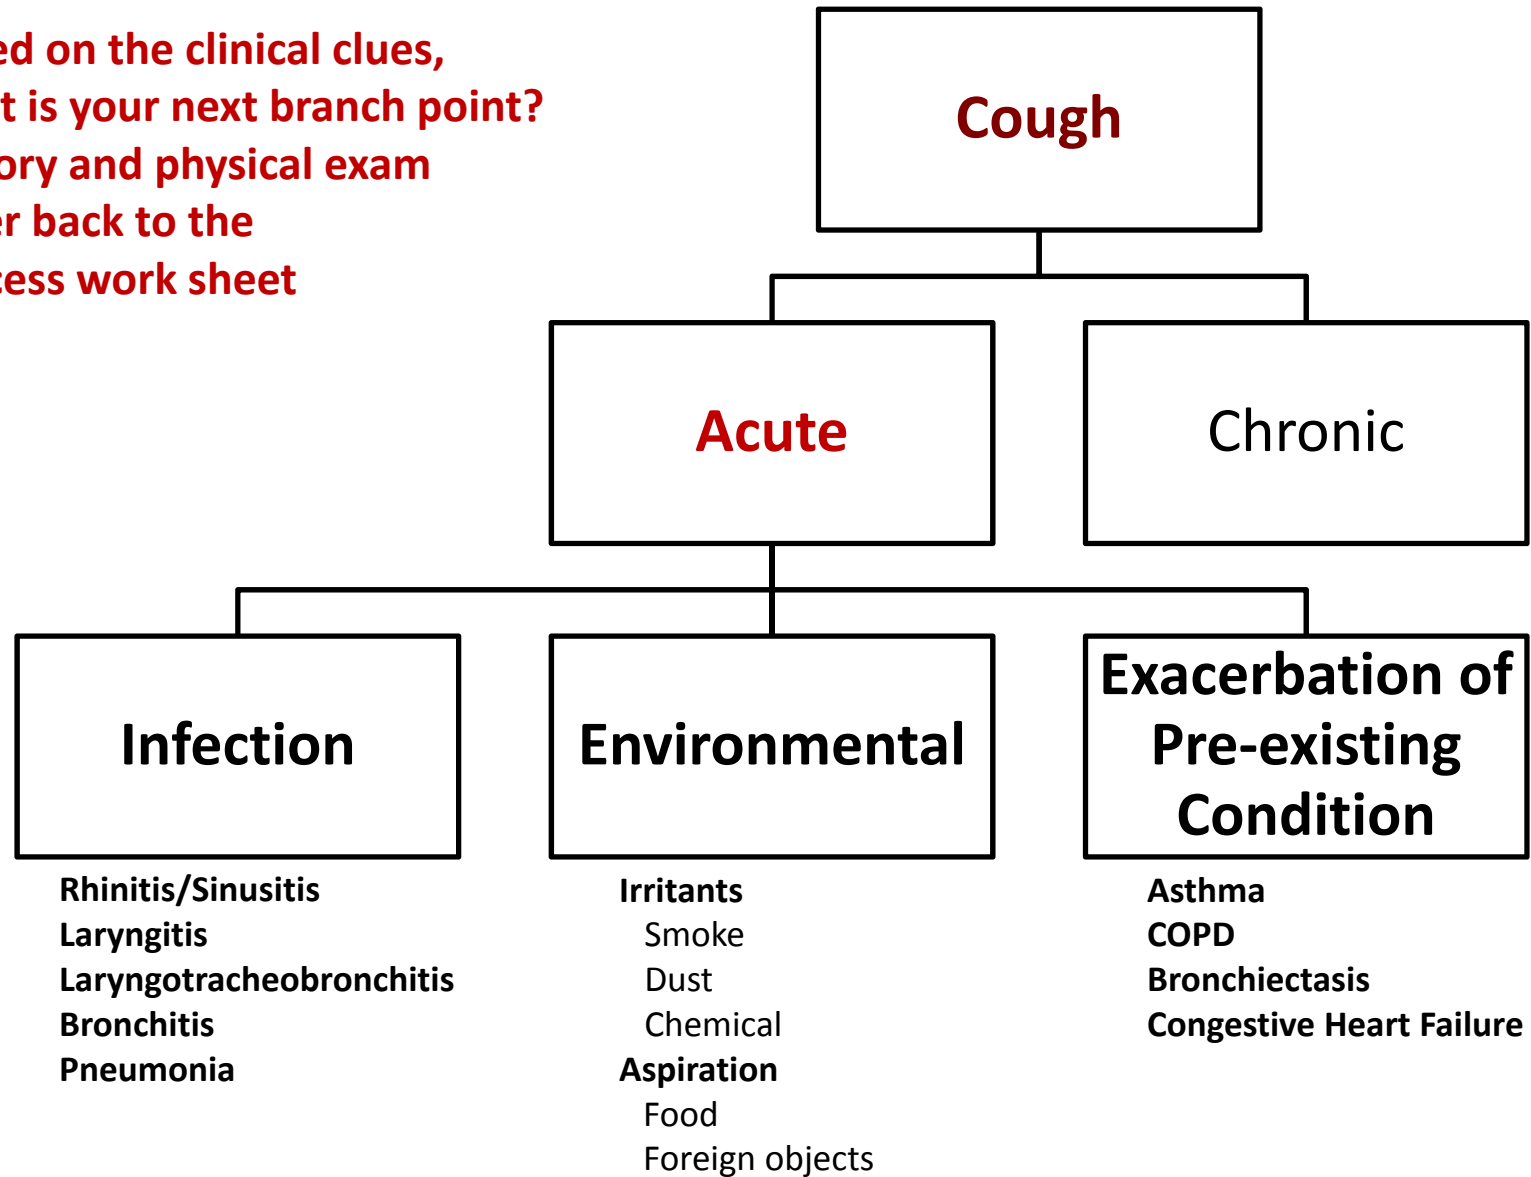 ed on the clinical clues,
t is your next branch point?
ory and physical exam
er back to the
cess work sheet
Cough
Acute
Chronic
Infection
Environmental
Exacerbation of
Pre-existing
Condition
Rhinitis/Sinusitis
Laryngitis
Laryngotracheobronchitis
Bronchitis
Pneumonia
Irritants
Smoke
Dust
Chemical
Aspiration
Food
Foreign objects
Asthma
COPD
Bronchiectasis
Congestive Heart Failure